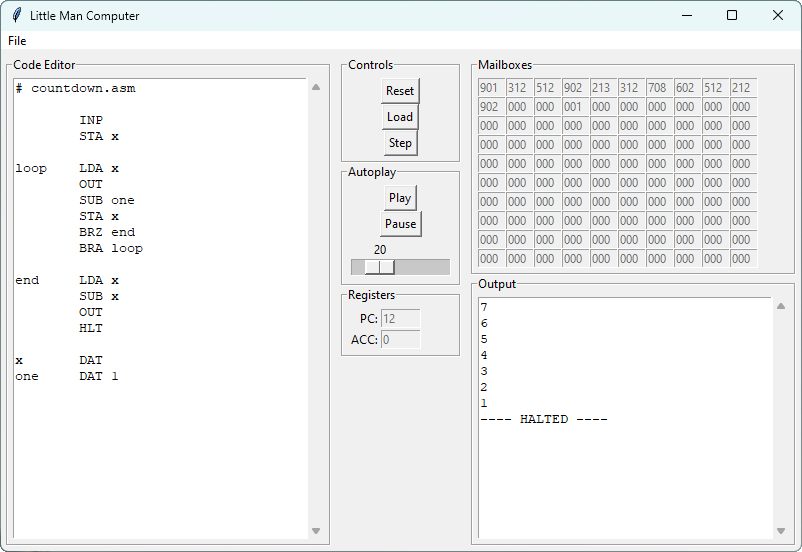 Little Man Computer
File
Code Editor
# countdown.asm
INP
STA x
loop LDA x
OUT
SUB one
STA x
BRZ end
BRA loop
end LDA x
SUB x
OUT
HLT
x DAT
one DAT 1
Controls
Reset
Load
Step
Autoplay
Play
Pause
20
Registers
PC: 12
ACC: 0
Mailboxes
901 312 512 902 213 312 708 602 512 212
902 000 000 001 000 000 000 000 000 000
000 000 000 000 000 000 000 000 000 000
000 000 000 000 000 000 000 000 000 000
000 000 000 000 000 000 000 000 000 000
000 000 000 000 000 000 000 000 000 000
000 000 000 000 000 000 000 000 000 000
000 000 000 000 000 000 000 000 000 000
000 000 000 000 000 000 000 000 000 000
000 000 000 000 000 000 000 000 000 000
Output
7
6
5
4
3
2
1
---- HALTED ----